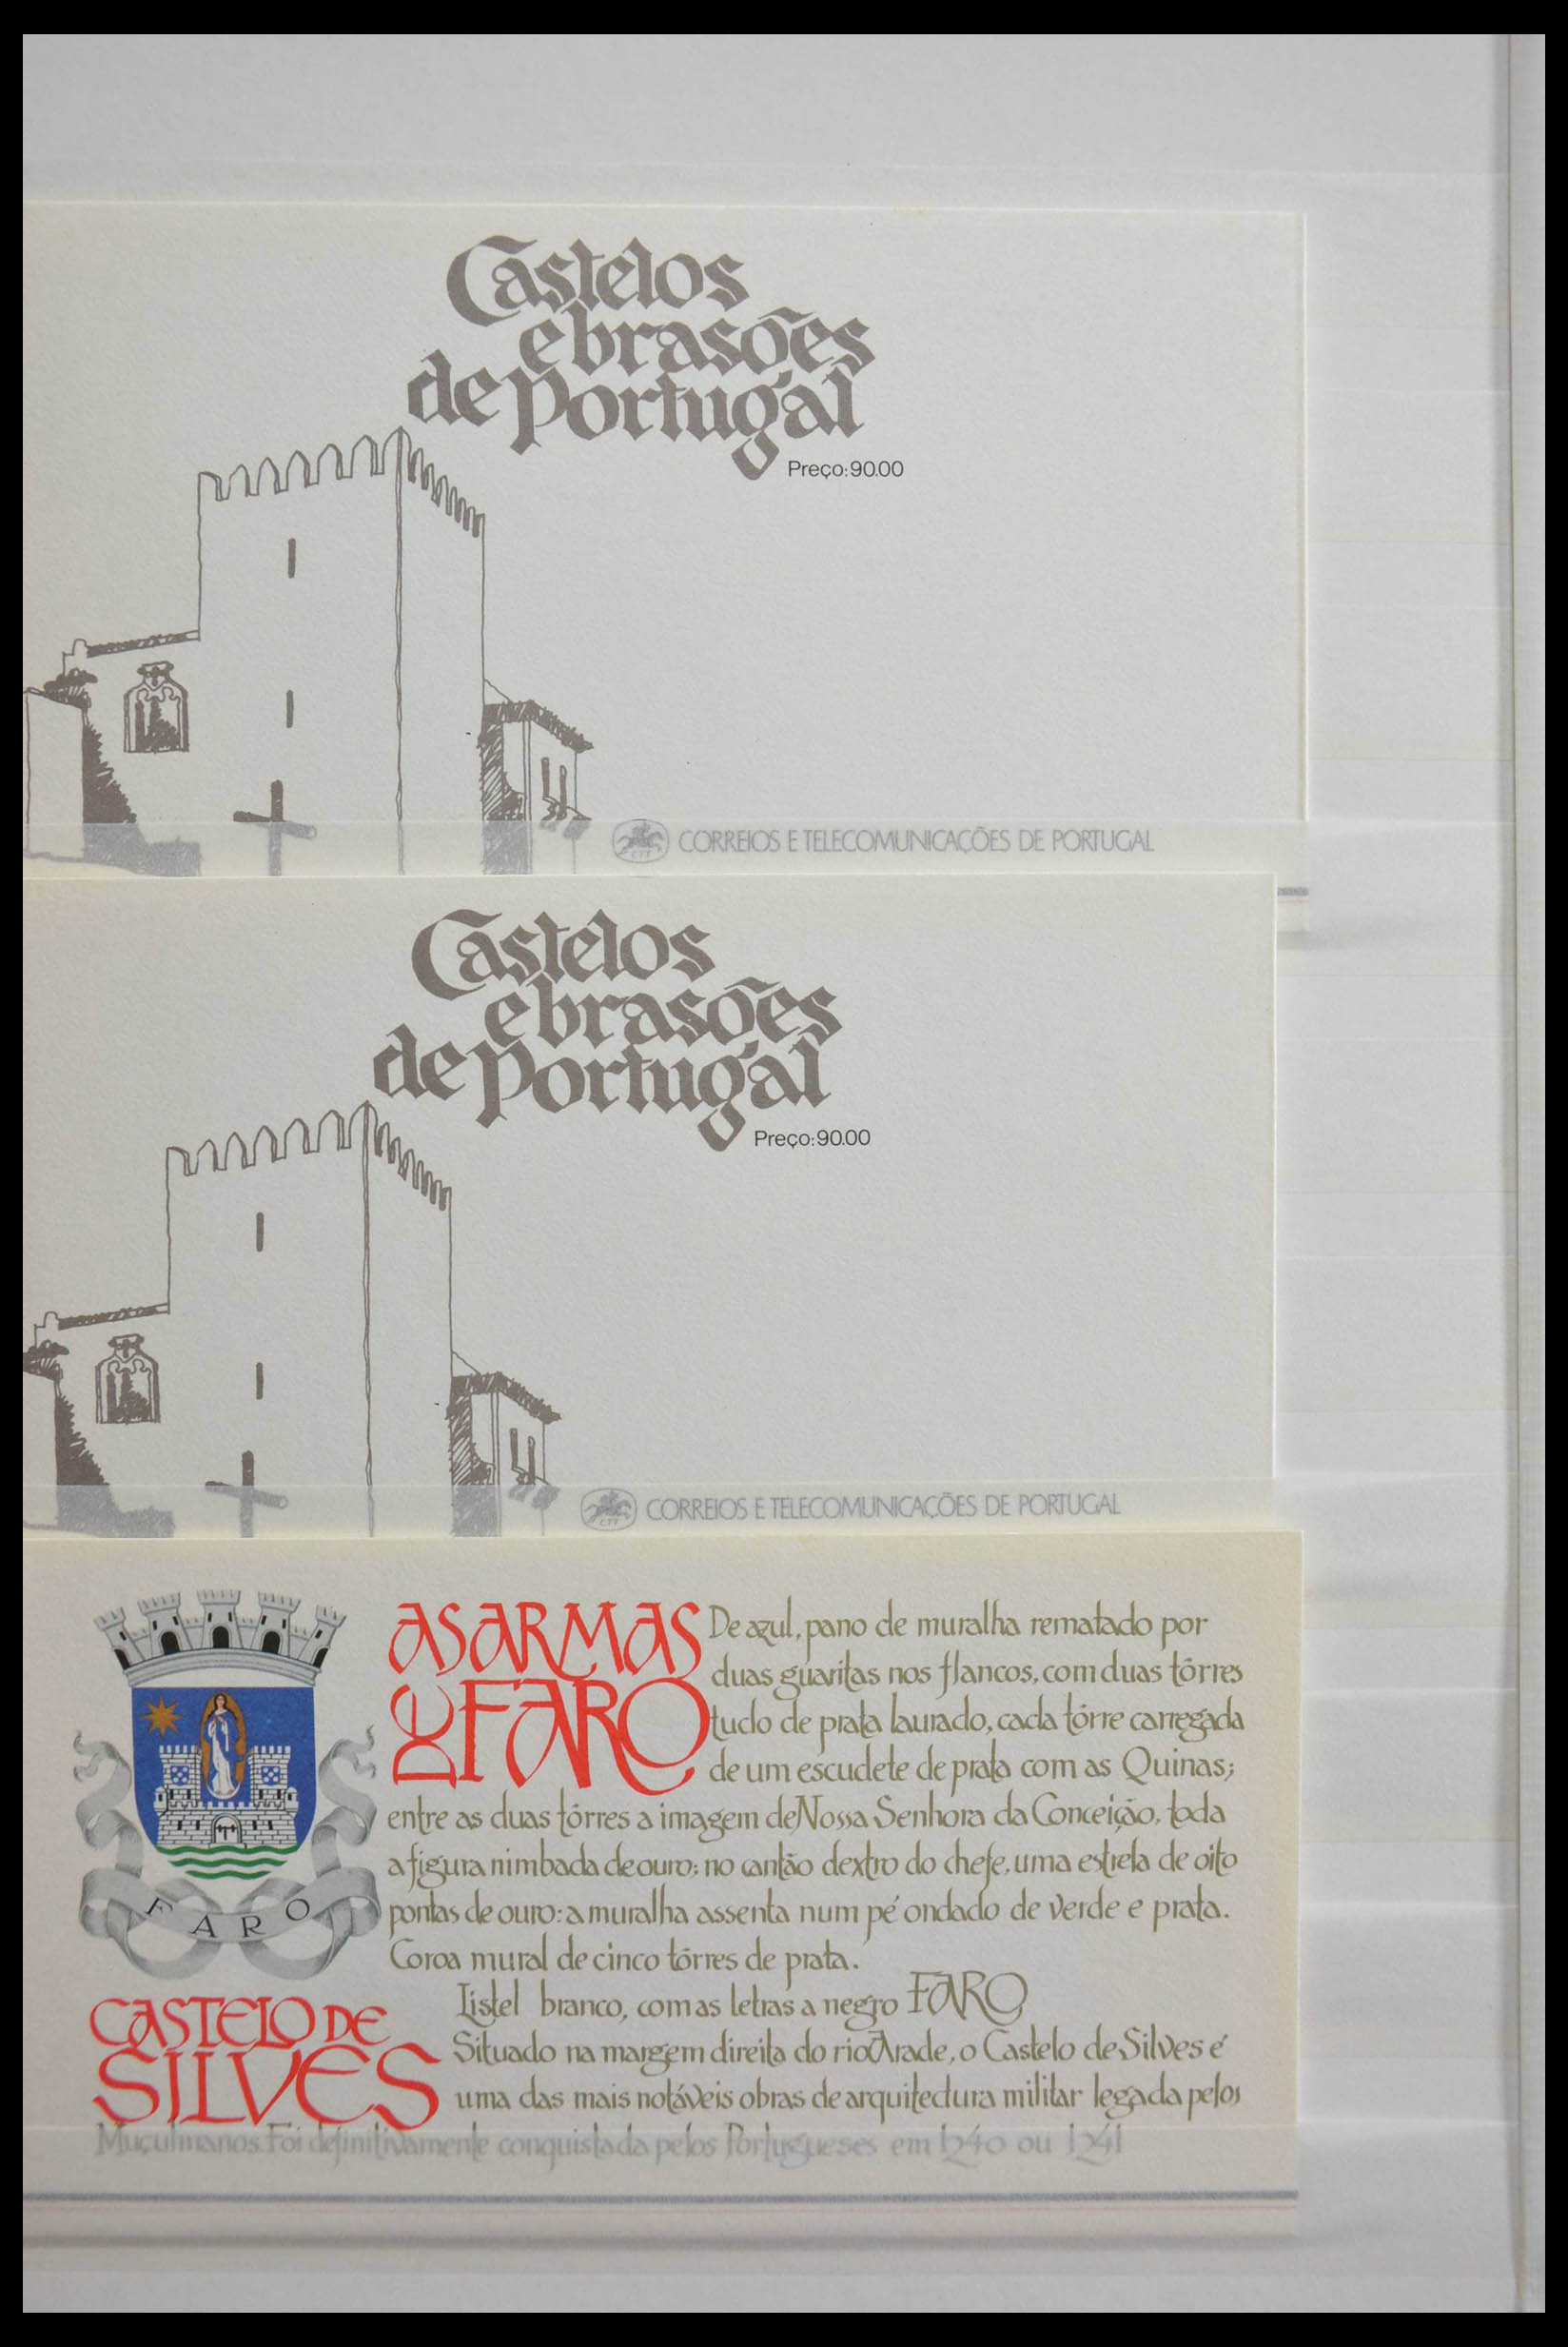 Castelos
e brasões
de Portugal
Preço: 90.00
CTT
CORREIOS E TELECOMUNICAÇÕES DE PORTUGAL
Castelos
e brasões
de Portugal
Preço: 90.00
CTT
CORREIOS E TELECOMUNICAÇÕES DE PORTUGAL
AS ARMAS
DE FARO
De azul, pano de muralha rematado por
duas guaritas nos flancos, com duas tôrres
tudo de prata laurado, cada tôrre carregada
de um escudete de prata com as Quinas;
entre as duas tôrres a imagem de Nossa Senhora da Conceição, toda
a figura nimbada de ouro; no cantão dextro do chefe, uma estrela de oito
pontas de ouro: a muralha assenta num pé ondado de verde e prata.
Coroa mural de cinco tôrres de prata.
Listel branco, com as letras a negro FARO
FARO
CASTELO DE
SILVES
Situado na margem direita do rio Arade, o Castelo de Silves é
uma das mais notáveis obras de arquitectura militar legada pelos
Muçulmanos. Foi definitivamente conquistada pelos Portugueses em 1240 ou 1241